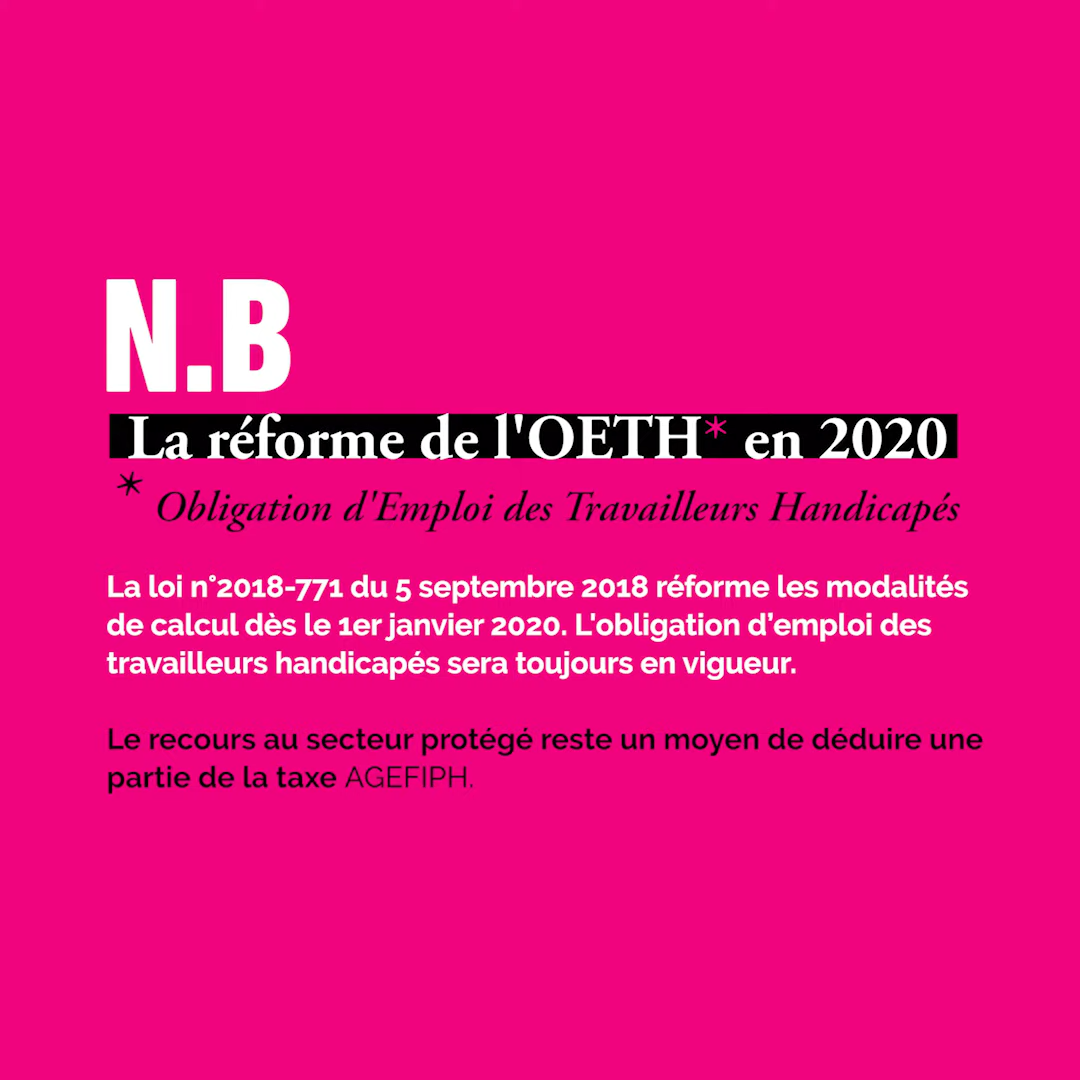 N.B
La réforme de l'OETH* en 2020
* Obligation d'Emploi des Travailleurs Handicapés
La loi n°2018-771 du 5 septembre 2018 réforme les modalités
de calcul dès le 1er janvier 2020. L'obligation d’emploi des
travailleurs handicapés sera toujours en vigueur.
Le recours au secteur protégé reste un moyen de déduire une
partie de la taxe AGEFIPH.